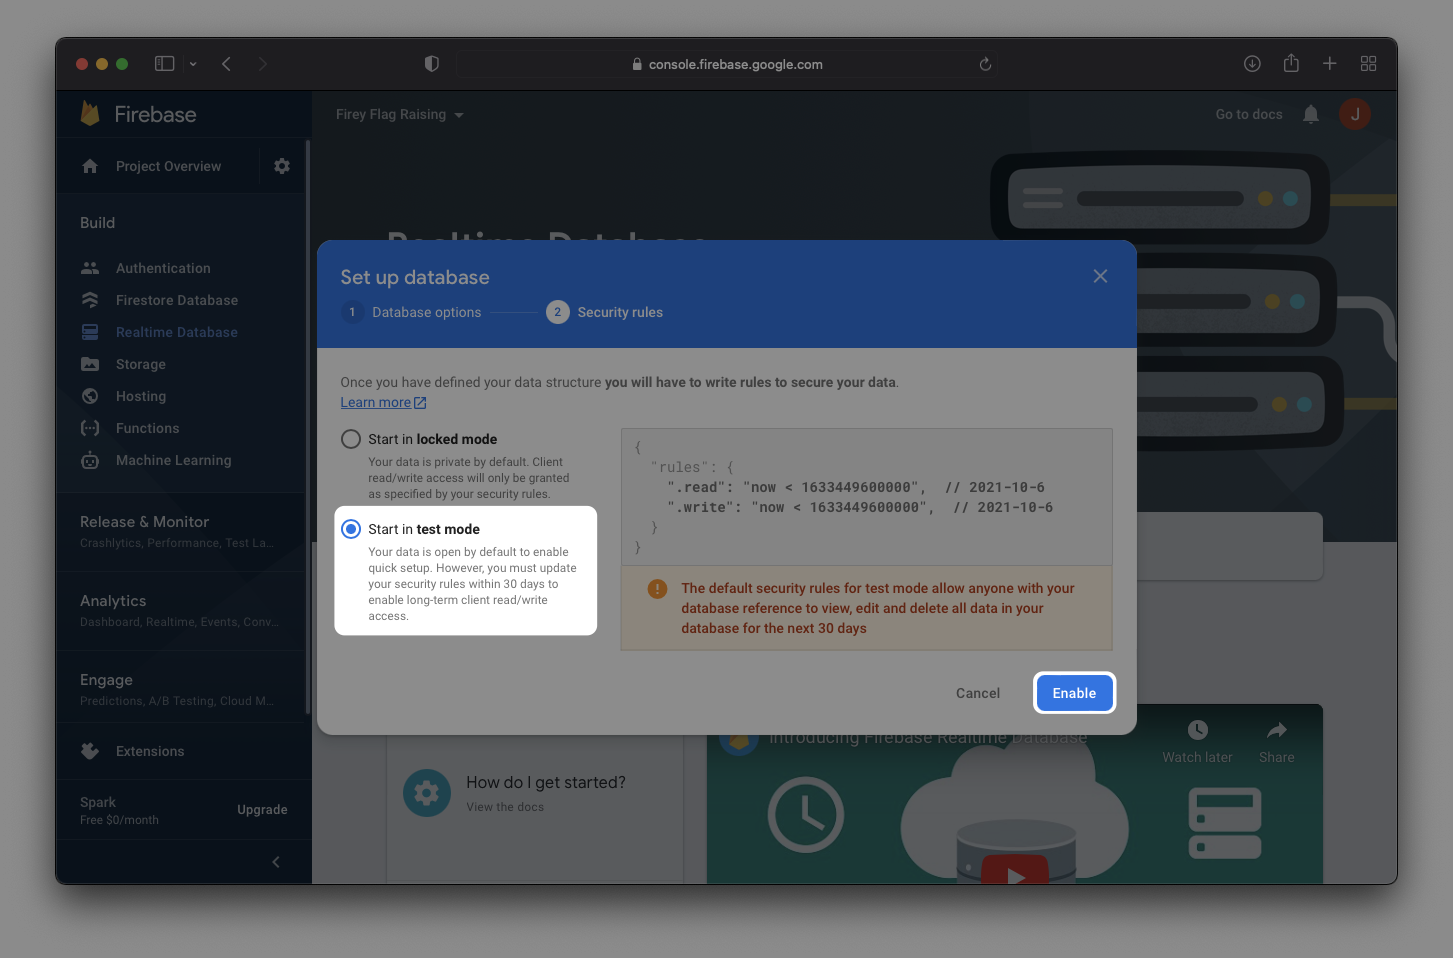 console.firebase.google.com
Firebase
Firey Flag Raising
Go to docs
J
Project Overview
Build
Authentication
Firestore Database
Realtime Database
Storage
Hosting
Functions
Machine Learning
Release & Monitor
Crashlytics, Performance, Test La...
Analytics
Dashboard, Realtime, Events, Conv...
Engage
Predictions, A/B Testing, Cloud M...
Extensions
Spark
Free $0/month
Upgrade
Realtime Database
Set up database
1 Database options
2 Security rules
Once you have defined your data structure you will have to write rules to secure your data.
Learn more
Start in locked mode
Your data is private by default. Client
read/write access will only be granted
as specified by your security rules.
Start in test mode
Your data is open by default to enable
quick setup. However, you must update
your security rules within 30 days to
enable long-term client read/write
access.
{
"rules": {
".read": "now < 1633449600000", // 2021-10-6
".write": "now < 1633449600000", // 2021-10-6
}
}
! The default security rules for test mode allow anyone with your
database reference to view, edit and delete all data in your
database for the next 30 days
Cancel
Enable
How do I get started?
View the docs
Introducing Firebase Realtime Database
Watch later
Share